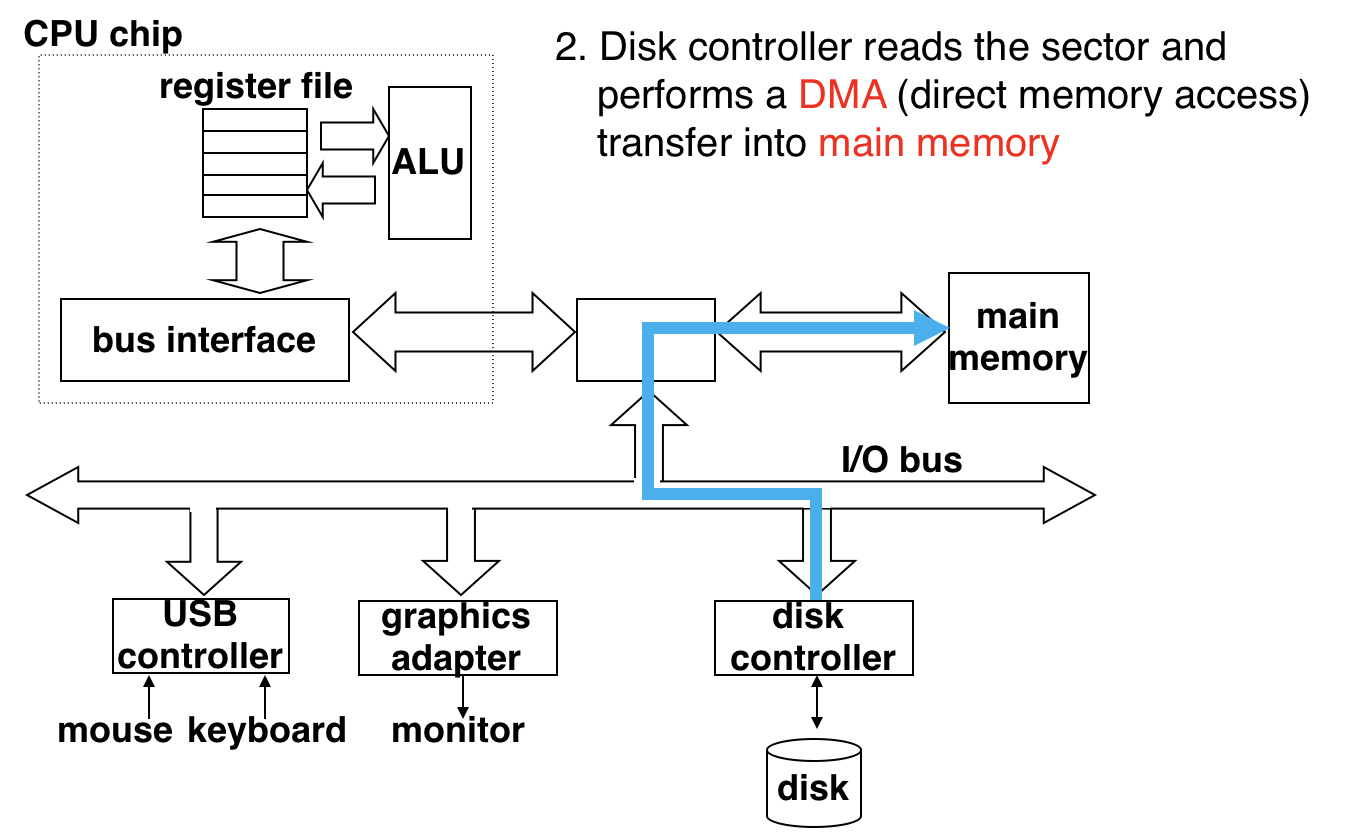 CPU chip
2. Disk controller reads the sector and
performs a DMA (direct memory access)
transfer into main memory
register file
ALU
bus interface
main
memory
I/O bus
USB
controller
graphics
adapter
disk
controller
mouse
keyboard
monitor
disk